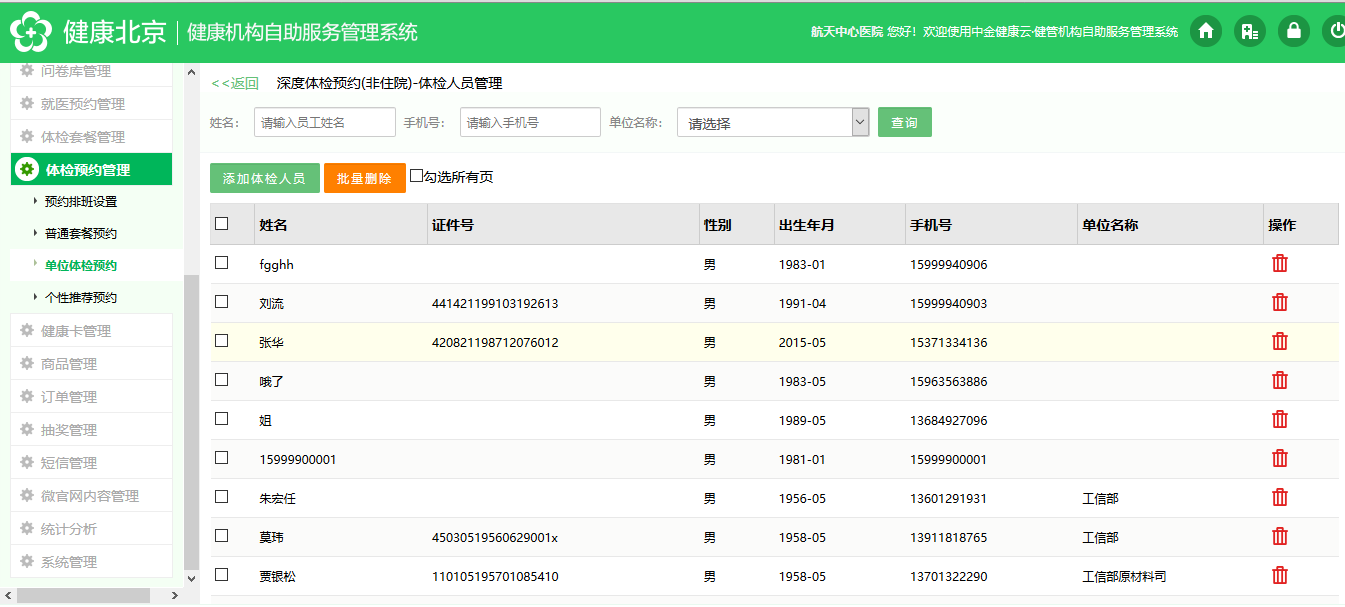 健康北京 健康机构自助服务管理系统 航天中心医院 您好！欢迎使用中金健康云-健管机构自助服务管理系统
问卷库管理
就医预约管理
体检套餐管理
体检预约管理
预约排班设置
普通套餐预约
单位体检预约
个性推荐预约
健康卡管理
商品管理
订单管理
抽奖管理
短信管理
微官网内容管理
统计分析
系统管理
<<返回 深度体检预约(非住院)-体检人员管理
姓名: 请输入员工姓名 手机号: 请输入手机号 单位名称: 请选择 查询
添加体检人员 批量删除 勾选所有页
姓名 证件号 性别 出生年月 手机号 单位名称 操作
fgghh 男 1983-01 15999940906
刘流 441421199103192613 男 1991-04 15999940903
张华 420821198712076012 男 2015-05 15371334136
哦了 男 1983-05 15963563886
姐 男 1989-05 13684927096
15999900001 男 1981-01 15999900001
朱宏任 男 1956-05 13601291931 工信部
莫玮 45030519560629001x 男 1958-05 13911818765 工信部
贾银松 110105195701085410 男 1958-05 13701322290 工信部原材料司